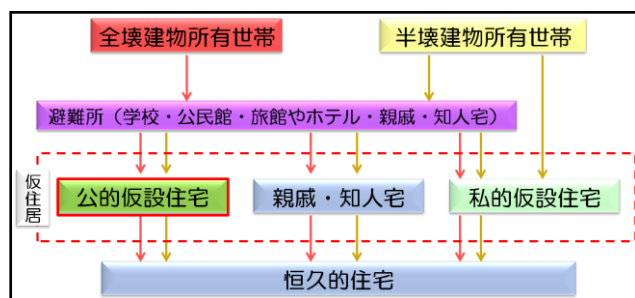 全壊建物所有世帯
半壊建物所有世帯
避難所（学校・公民館・旅館やホテル・親戚・知人宅）
仮住居
公的仮設住宅
親戚・知人宅
私的仮設住宅
恒久的住宅